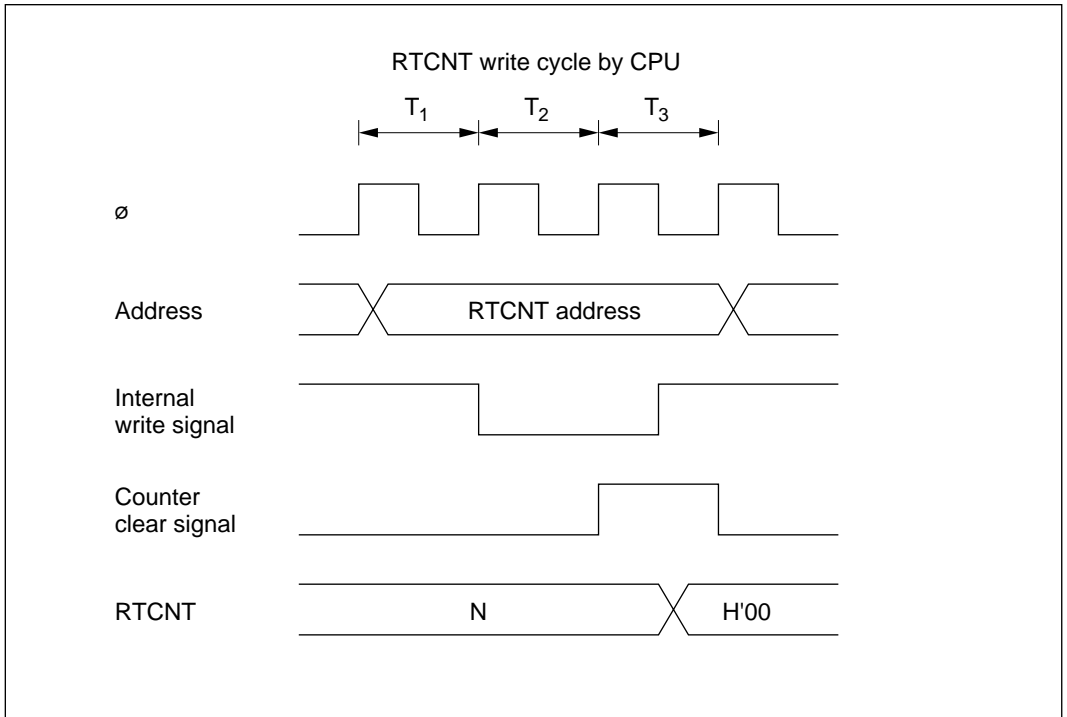 RTCNT write cycle by CPU
T1 T2 T3
ø
Address
RTCNT address
Internal
write signal
Counter
clear signal
RTCNT
N
H'00